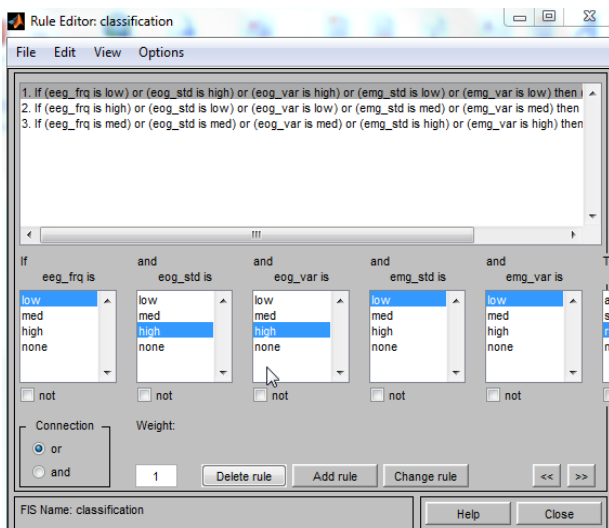 Rule Editor: classification
File Edit View Options
1. If (eeg_frq is low) or (eog_std is high) or (eog_var is high) or (emg_std is low) or (emg_var is low) then (
2. If (eeg_frq is high) or (eog_std is low) or (eog_var is low) or (emg_std is med) or (emg_var is med) then
3. If (eeg_frq is med) or (eog_std is med) or (eog_var is med) or (emg_std is high) or (emg_var is high) then
If and and and and T
eeg_frq is eog_std is eog_var is emg_std is emg_var is
low low low low low a
med med med med med s
high high high high high r
none none none none none n
not not not not not
Connection Weight:
or
and 1 Delete rule Add rule Change rule << >>
FIS Name: classification Help Close